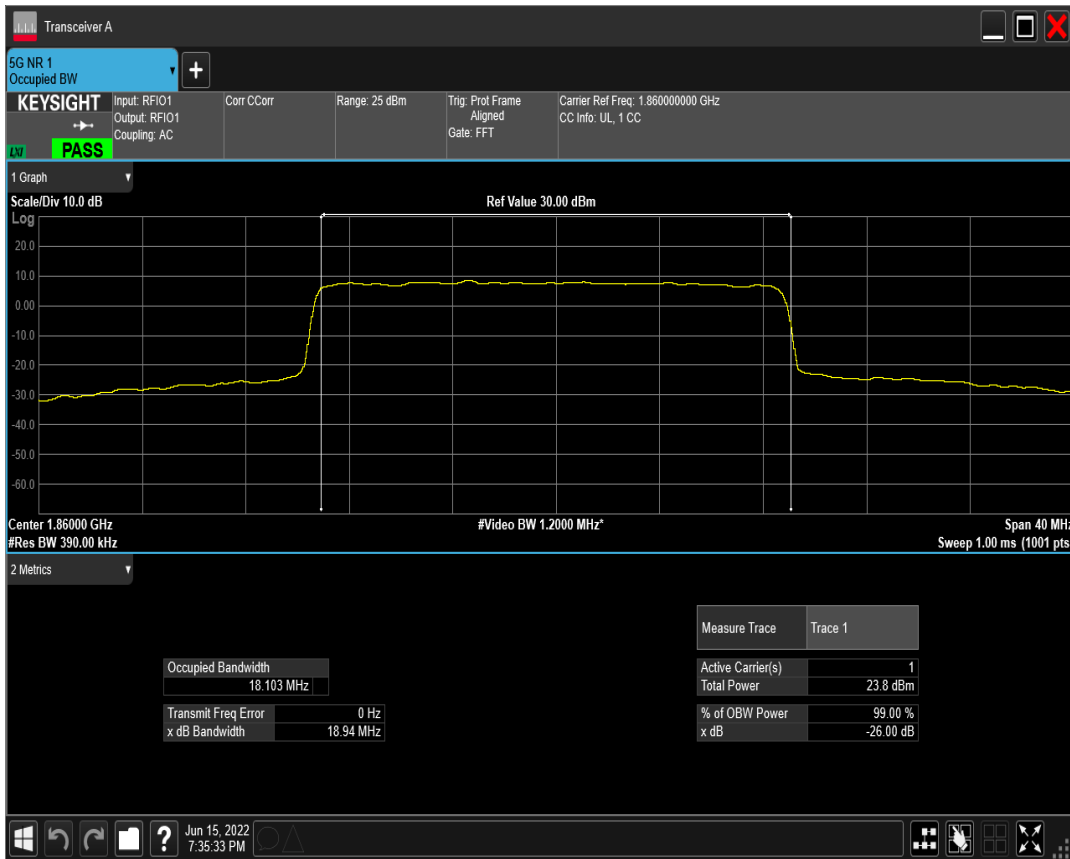 Transceiver A
5G NR 1
Occupied BW
KEYSIGHT
LXI
PASS
Input: RFIO1
Output: RFIO1
Coupling: AC
Corr CCorr
Range: 25 dBm
Trig: Prot Frame
Aligned
Gate: FFT
Carrier Ref Freq: 1.860000000 GHz
CC Info: UL, 1 CC
1 Graph
Scale/Div 10.0 dB
Ref Value 30.00 dBm
Log
20.0
10.0
0.00
-10.0
-20.0
-30.0
-40.0
-50.0
-60.0
Center 1.86000 GHz
#Video BW 1.2000 MHz*
Span 40 MHz
#Res BW 390.00 kHz
Sweep 1.00 ms (1001 pts
2 Metrics
Measure Trace Trace 1
Occupied Bandwidth
18.103 MHz
Active Carrier(s) 1
Total Power 23.8 dBm
Transmit Freq Error 0 Hz
x dB Bandwidth 18.94 MHz
% of OBW Power 99.00 %
x dB -26.00 dB
?
Jun 15, 2022
7:35:33 PM